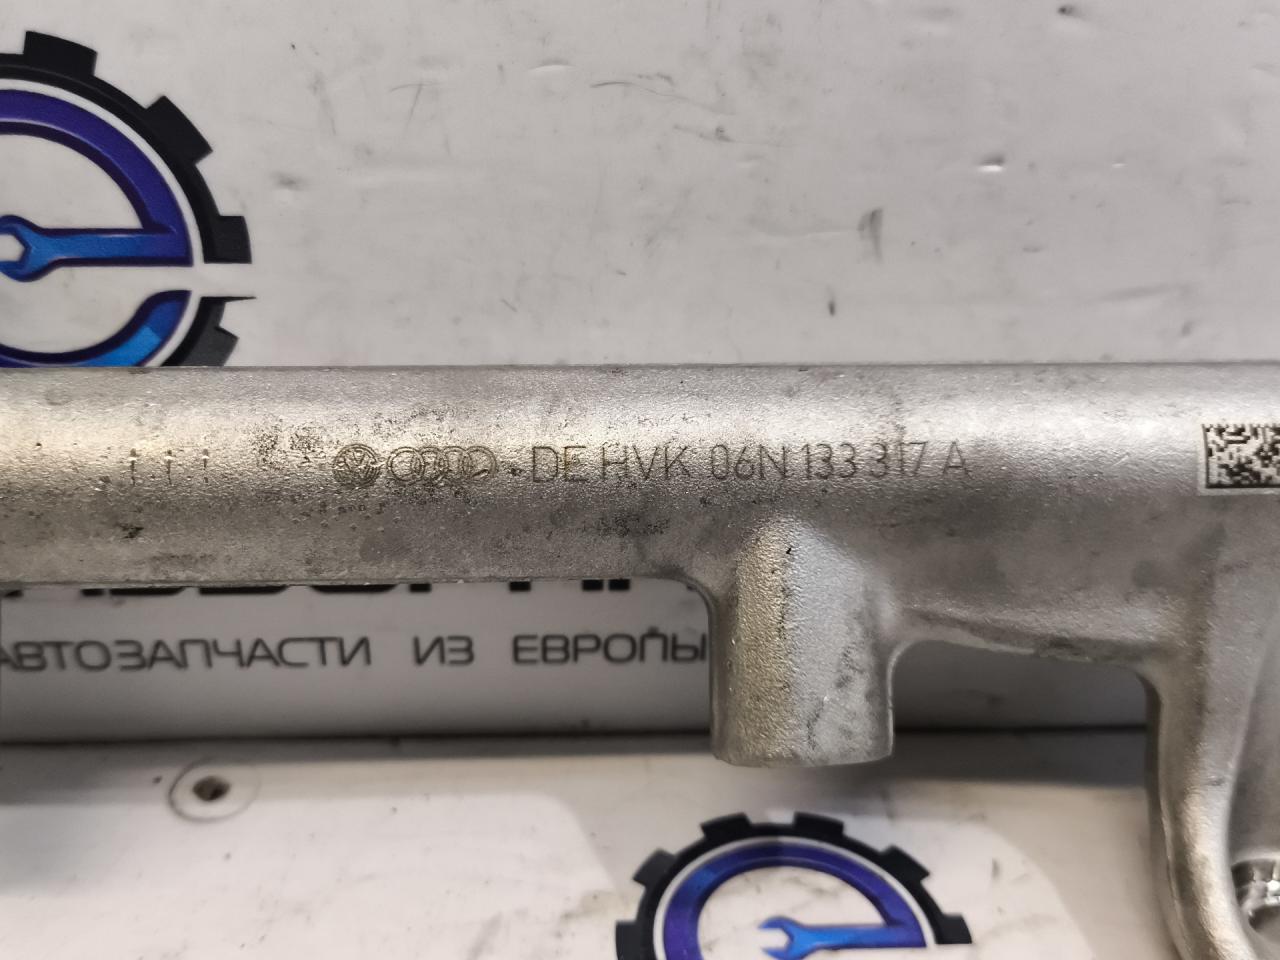 DE HVK 06N 133 317 A
АВТОЗАПЧАСТИ ИЗ ЕВРОПЫ